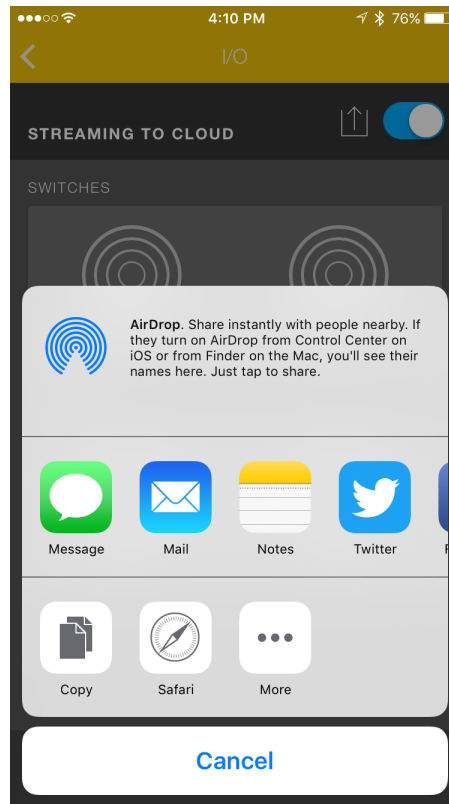 4:10 PM 76%
I/O
STREAMING TO CLOUD
SWITCHES
AirDrop. Share instantly with people nearby. If
they turn on AirDrop from Control Center on
iOS or from Finder on the Mac, you'll see their
names here. Just tap to share.
Message Mail Notes Twitter
Copy Safari More
Cancel